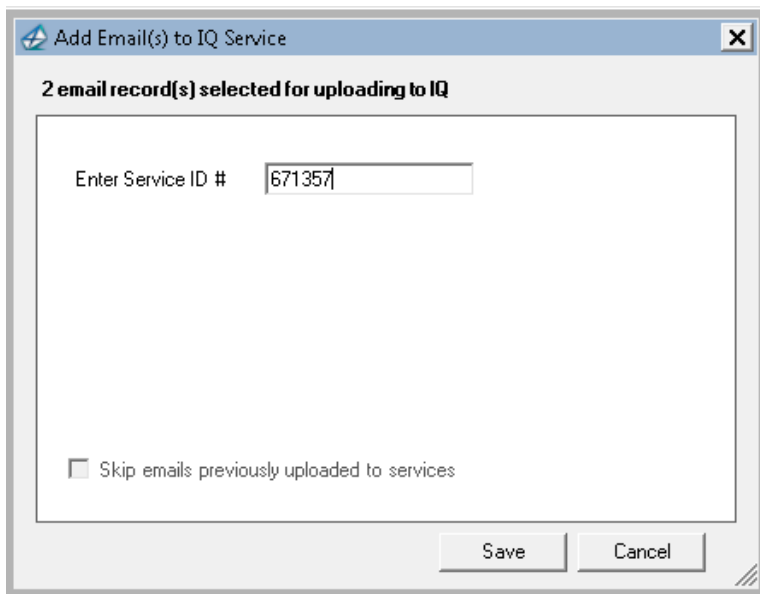 Add Email(s) to IQ Service
2 email record(s) selected for uploading to IQ
Enter Service ID # 671357
Skip emails previously uploaded to services
Save Cancel